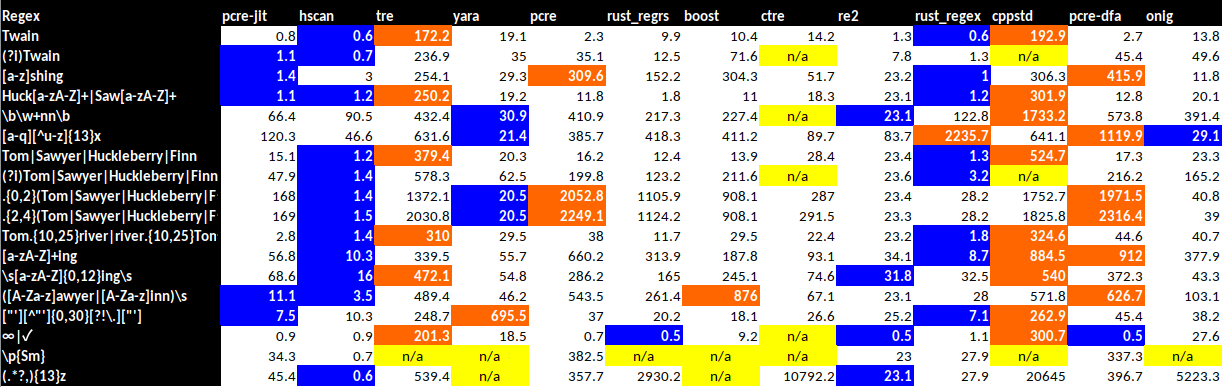 Regex pcre-jit hscan tre yara pcre rust_regrs boost ctre re2 rust_regex cppstd pcre-dfa onig
Twain 0.8 0.6 172.2 19.1 2.3 9.9 10.4 14.2 1.3 0.6 192.9 2.7 13.8
(?i)Twain 1.1 0.7 236.9 35 35.1 12.5 71.6 n/a 7.8 1.3 n/a 45.4 49.6
[a-z]shing 1.4 3 254.1 29.3 309.6 152.2 304.3 51.7 23.2 1 306.3 415.9 11.8
Huck[a-zA-Z]+|Saw[a-zA-Z]+ 1.1 1.2 250.2 19.2 11.8 1.8 11 18.3 23.1 1.2 301.9 12.8 20.1
\b\w+nn\b 66.4 90.5 432.4 30.9 410.9 217.3 227.4 n/a 23.1 122.8 1733.2 573.8 391.4
[a-q][^u-z]{13}x 120.3 46.6 631.6 21.4 385.7 418.3 411.2 89.7 83.7 2235.7 641.1 1119.9 29.1
Tom|Sawyer|Huckleberry|Finn 15.1 1.2 379.4 20.3 16.2 12.4 13.9 28.4 23.4 1.3 524.7 17.3 23.3
(?i)Tom|Sawyer|Huckleberry|Finn 47.9 1.4 578.3 62.5 199.8 123.2 211.6 n/a 23.6 3.2 n/a 216.2 165.2
.{0,2}(Tom|Sawyer|Huckleberry|F 168 1.4 1372.1 20.5 2052.8 1105.9 908.1 287 23.4 28.2 1752.7 1971.5 40.8
.{2,4}(Tom|Sawyer|Huckleberry|F 169 1.5 2030.8 20.5 2249.1 1124.2 908.1 291.5 23.3 28.2 1825.8 2316.4 39
Tom.{10,25}river|river.{10,25}Tom 2.8 1.4 310 29.5 38 11.7 29.5 22.4 23.2 1.8 324.6 44.6 40.7
[a-zA-Z]+ing 56.8 10.3 339.5 55.7 660.2 313.9 187.8 93.1 34.1 8.7 884.5 912 377.9
\s[a-zA-Z]{0,12}ing\s 68.6 16 472.1 54.8 286.2 165 245.1 74.6 31.8 32.5 540 372.3 43.3
([A-Za-z]awyer|[A-Za-z]inn)\s 11.1 3.5 489.4 46.2 543.5 261.4 876 67.1 23.1 28 571.8 626.7 103.1
["'][^"']{0,30}[?!\.]["'] 7.5 10.3 248.7 695.5 37 20.2 18.1 26.6 25.2 7.1 262.9 45.4 38.2
∞|✓ 0.9 0.9 201.3 18.5 0.7 0.5 9.2 n/a 0.5 1.1 300.7 0.5 27.6
\p{Sm} 34.3 0.7 n/a n/a 382.5 n/a n/a n/a 23 27.9 n/a 337.3 n/a
(.*?,){13}z 45.4 0.6 539.4 n/a 357.7 2930.2 n/a 10792.2 23.1 27.9 20645 396.7 5223.3